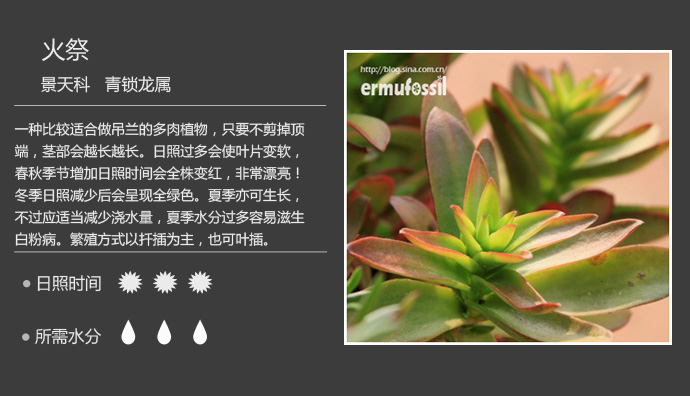 火祭
景天科 青锁龙属
一种比较适合做吊兰的多肉植物，只要不剪掉顶
端，茎部会越长越长。日照过多会使叶片变软，
春秋季节增加日照时间会全株变红，非常漂亮！
冬季日照减少后会呈现全绿色。夏季亦可生长，
不过应适当减少浇水量，夏季水分过多容易滋生
白粉病。繁殖方式以扦插为主，也可叶插。
日照时间
所需水分
http://blog.sina.com.cn/
ermufossil